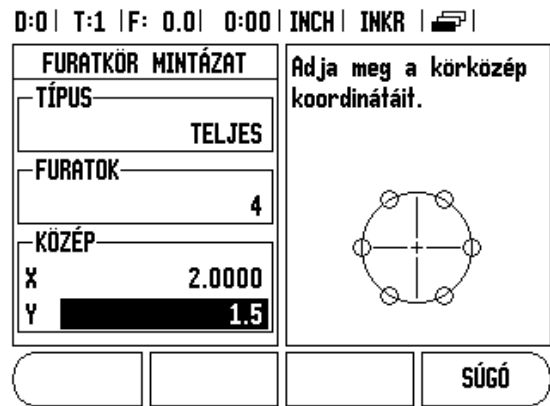 D:0| T:1 |F: 0.0| 0:00| INCH| INKR |
FURATKÖR MINTÁZAT
TÍPUS
TELJES
FURATOK
4
KÖZÉP
X 2.0000
Y 1.5
Adja meg a körközép
koordinátáit.
SÚGÓ